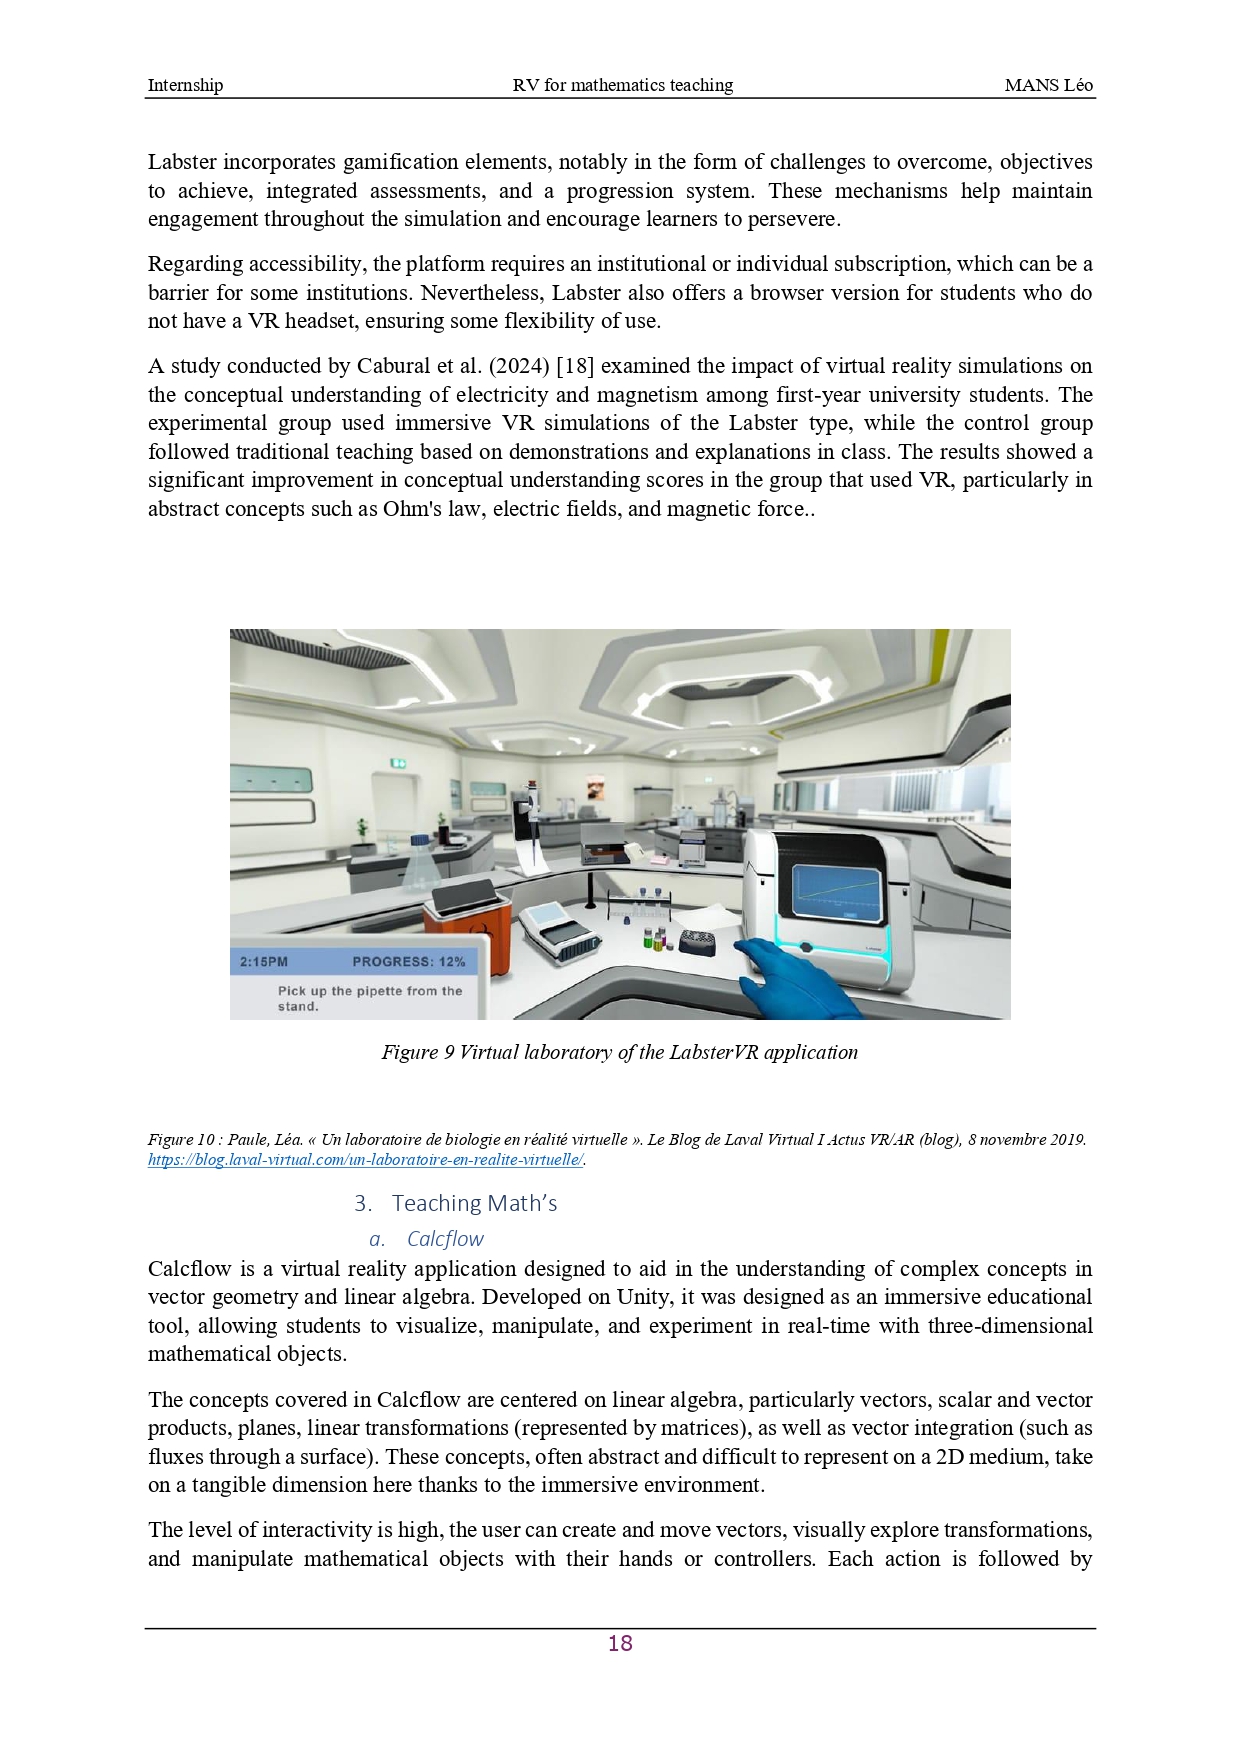 Internship RV for mathematics teaching MANS Léo
Labster incorporates gamification elements, notably in the form of challenges to overcome, objectives
to achieve, integrated assessments, and a progression system. These mechanisms help maintain
engagement throughout the simulation and encourage learners to persevere.
Regarding accessibility, the platform requires an institutional or individual subscription, which can be a
barrier for some institutions. Nevertheless, Labster also offers a browser version for students who do
not have a VR headset, ensuring some flexibility of use.
A study conducted by Cabural et al. (2024) [18] examined the impact of virtual reality simulations on
the conceptual understanding of electricity and magnetism among first-year university students. The
experimental group used immersive VR simulations of the Labster type, while the control group
followed traditional teaching based on demonstrations and explanations in class. The results showed a
significant improvement in conceptual understanding scores in the group that used VR, particularly in
abstract concepts such as Ohm's law, electric fields, and magnetic force..
2:15PM PROGRESS: 12%
Pick up the pipette from the
stand.
Figure 9 Virtual laboratory of the LabsterVR application
Figure 10 : Paule, Léa. « Un laboratoire de biologie en réalité virtuelle ». Le Blog de Laval Virtual I Actus VR/AR (blog), 8 novembre 2019.
https://blog.laval-virtual.com/un-laboratoire-en-realite-virtuelle/.
3. Teaching Math’s
a. Calcflow
Calcflow is a virtual reality application designed to aid in the understanding of complex concepts in
vector geometry and linear algebra. Developed on Unity, it was designed as an immersive educational
tool, allowing students to visualize, manipulate, and experiment in real-time with three-dimensional
mathematical objects.
The concepts covered in Calcflow are centered on linear algebra, particularly vectors, scalar and vector
products, planes, linear transformations (represented by matrices), as well as vector integration (such as
fluxes through a surface). These concepts, often abstract and difficult to represent on a 2D medium, take
on a tangible dimension here thanks to the immersive environment.
The level of interactivity is high, the user can create and move vectors, visually explore transformations,
and manipulate mathematical objects with their hands or controllers. Each action is followed by
18